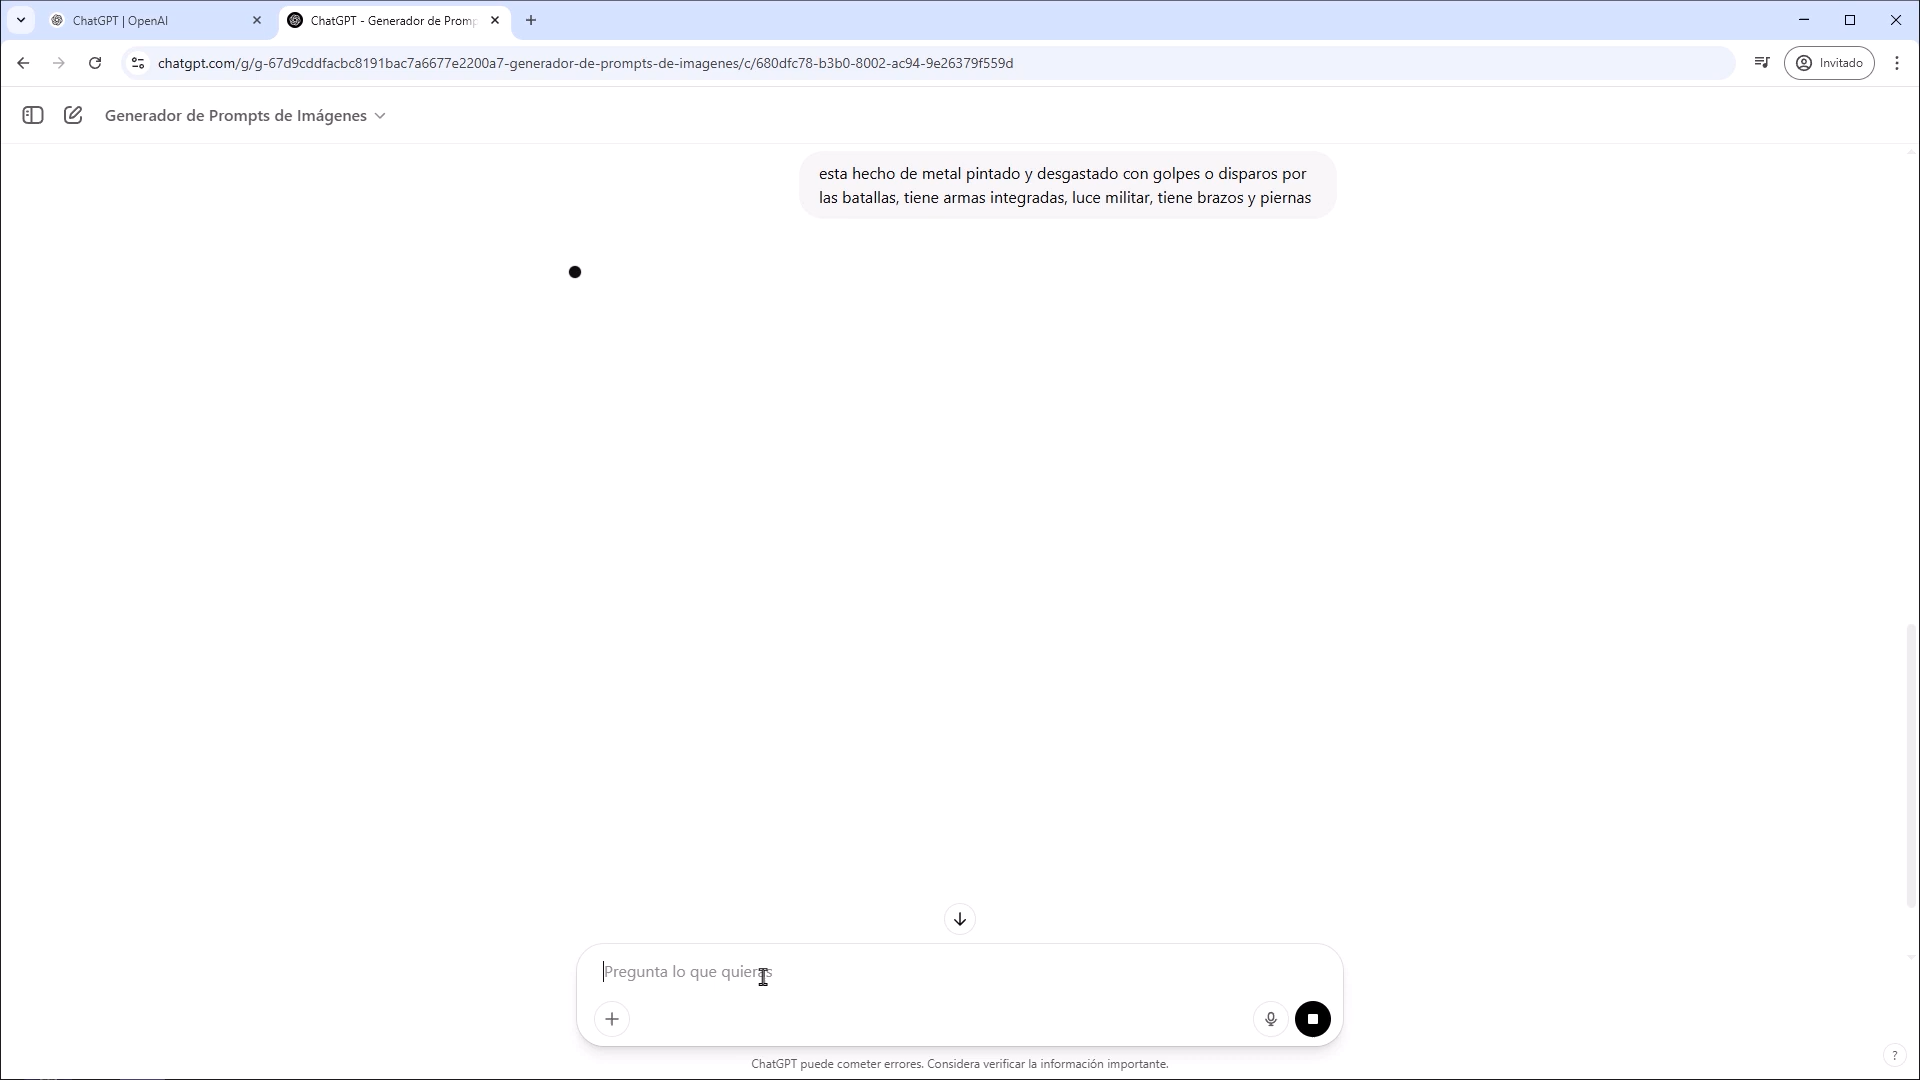 ChatGPT | OpenAI
ChatGPT - Generador de Promp
chatgpt.com/g/g-67d9cddfacbc8191bac7a6677e2200a7-generador-de-prompts-de-imagenes/c/680dfc78-b3b0-8002-ac94-9e26379f559d
Invitado
Generador de Prompts de Imágenes
esta hecho de metal pintado y desgastado con golpes o disparos por
las batallas, tiene armas integradas, luce militar, tiene brazos y piernas
Pregunta lo que quieras
ChatGPT puede cometer errores. Considera verificar la información importante.
?